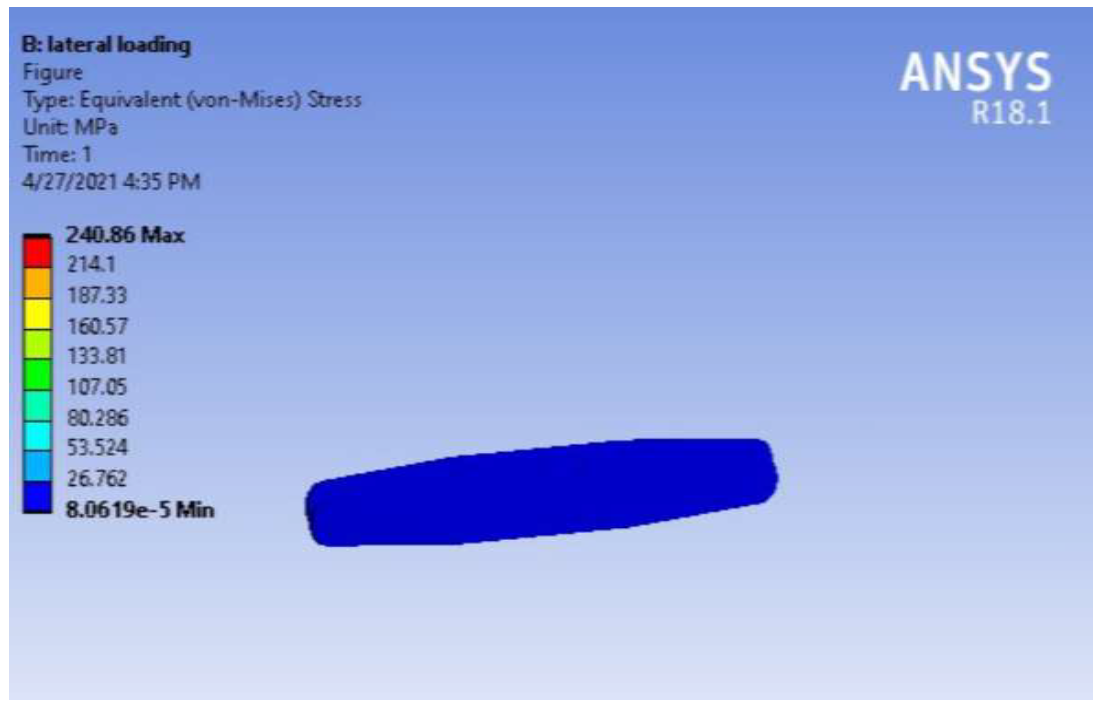 B: lateral loading
Figure
Type: Equivalent (von-Mises) Stress
Unit: MPa
Time: 1
4/27/2021 4:35 PM
ANSYS
R18.1
240.86 Max
214.1
187.33
160.57
133.81
107.05
80.286
53.524
26.762
8.0619e-5 Min